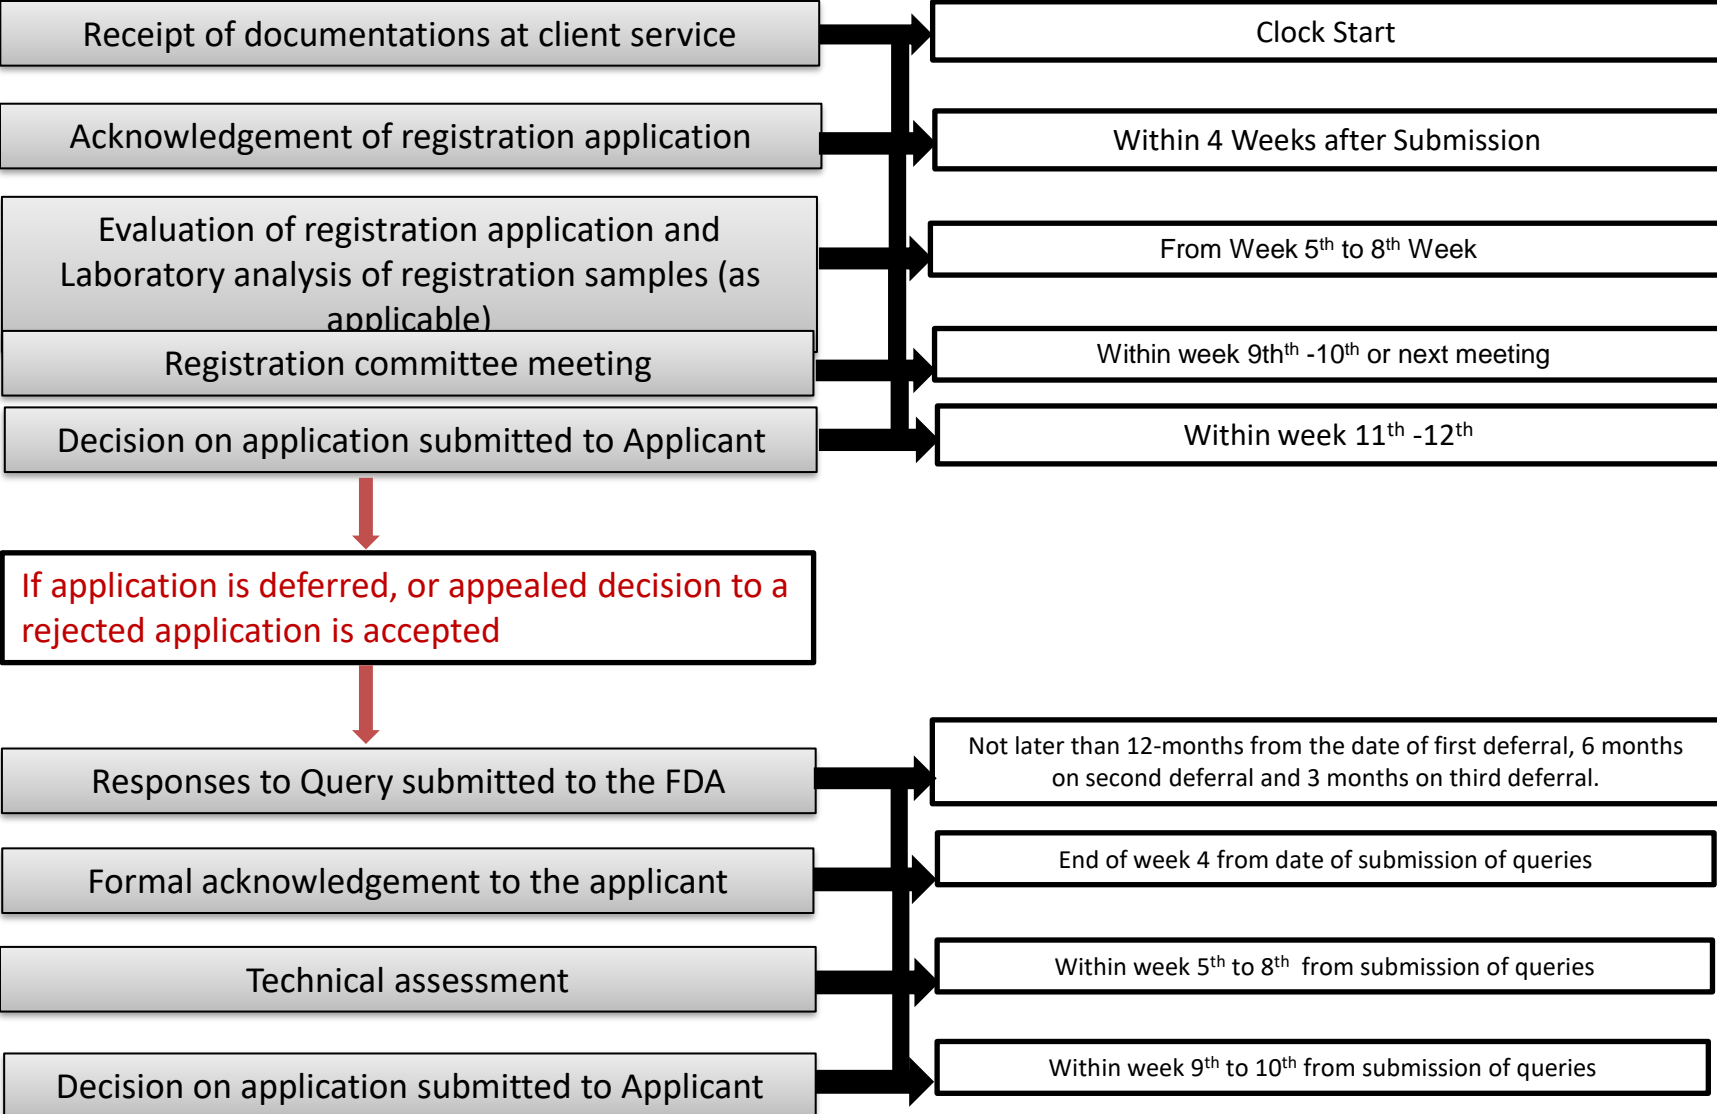 Receipt of documentations at client service
Clock Start
Acknowledgement of registration application
Within 4 Weeks after Submission
Evaluation of registration application and
Laboratory analysis of registration samples (as
applicable)
From Week 5th to 8th Week
Registration committee meeting
Within week 9thth -10th or next meeting
Decision on application submitted to Applicant
Within week 11th -12th
If application is deferred, or appealed decision to a
rejected application is accepted
Responses to Query submitted to the FDA
Not later than 12-months from the date of first deferral, 6 months
on second deferral and 3 months on third deferral.
Formal acknowledgement to the applicant
End of week 4 from date of submission of queries
Technical assessment
Within week 5th to 8th from submission of queries
Decision on application submitted to Applicant
Within week 9th to 10th from submission of queries